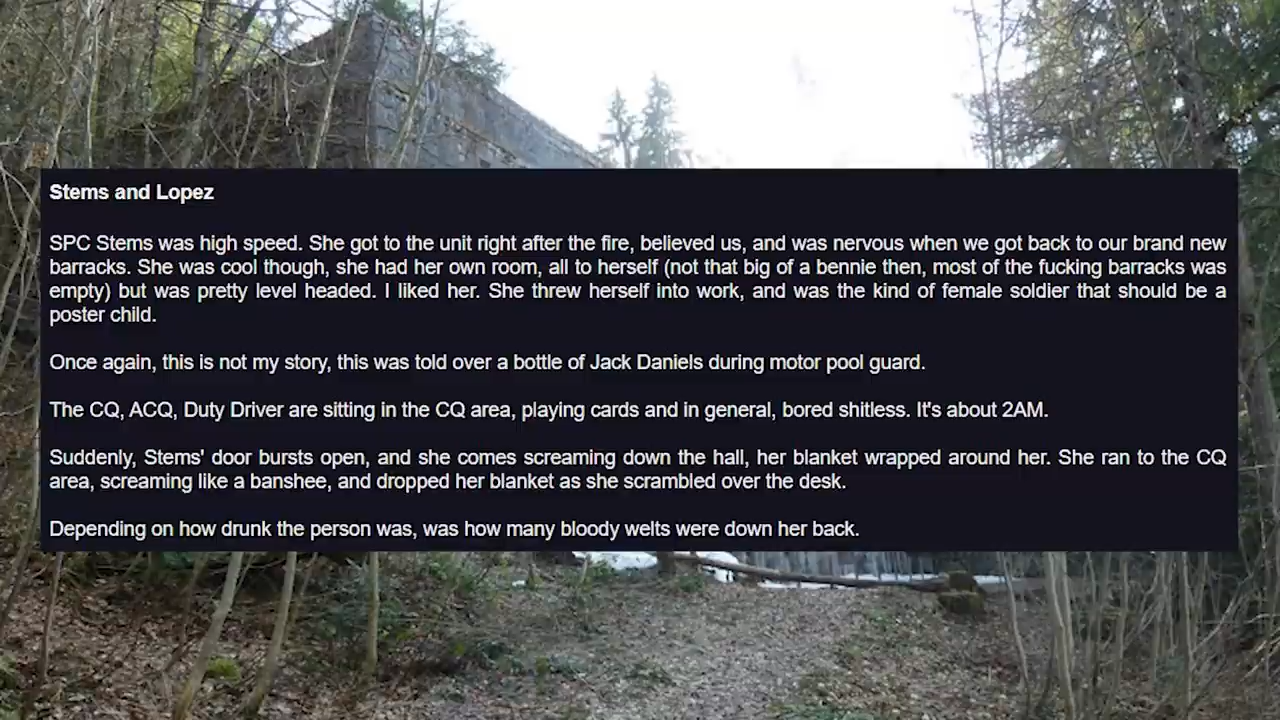 Stems and Lopez
SPC Stems was high speed. She got to the unit right after the fire, believed us, and was nervous when we got back to our brand new
barracks. She was cool though, she had her own room, all to herself (not that big of a bennie then, most of the fucking barracks was
empty) but was pretty level headed. I liked her. She threw herself into work, and was the kind of female soldier that should be a
poster child.
Once again, this is not my story, this was told over a bottle of Jack Daniels during motor pool guard.
The CQ, ACQ, Duty Driver are sitting in the CQ area, playing cards and in general, bored shitless. It's about 2AM.
Suddenly, Stems' door bursts open, and she comes screaming down the hall, her blanket wrapped around her. She ran to the CQ
area, screaming like a banshee, and dropped her blanket as she scrambled over the desk.
Depending on how drunk the person was, was how many bloody welts were down her back.